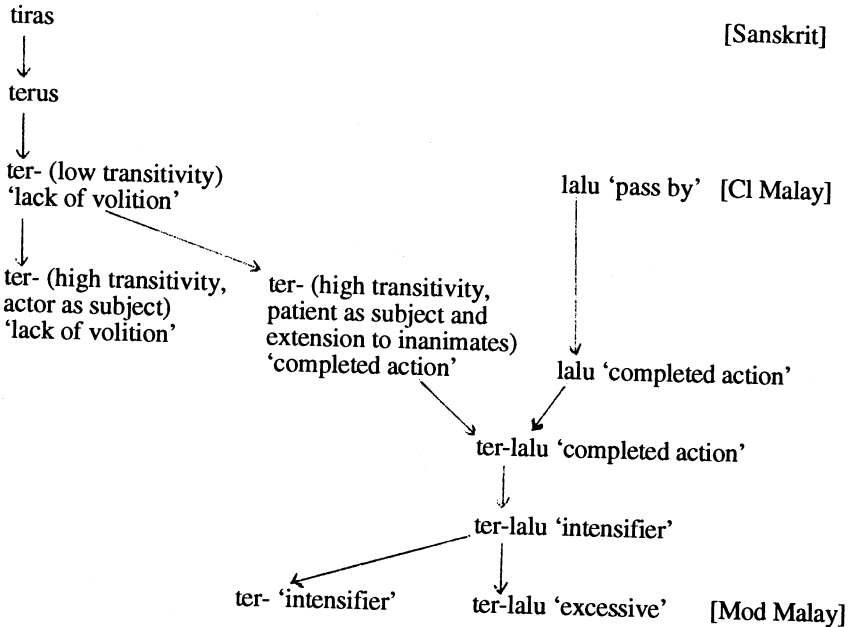 tiras
[Sanskrit]
terus
ter- (low transitivity)
‘lack of volition’
lalu ‘pass by’ [Cl Malay]
ter- (high transitivity,
actor as subject)
‘lack of volition’
ter- (high transitivity,
patient as subject and
extension to inanimates)
‘completed action’
lalu ‘completed action’
ter-lalu ‘completed action’
ter-lalu ‘intensifier’
ter- ‘intensifier’
ter-lalu ‘excessive’ [Mod Malay]